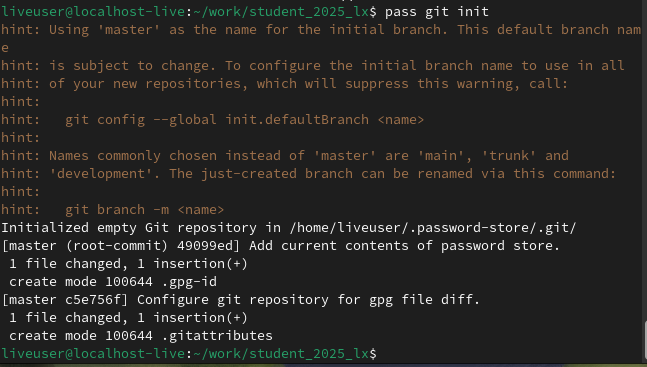 liveuser@localhost-live:~/work/student_2025_lx$ pass git init
hint: Using 'master' as the name for the initial branch. This default branch nam
e
hint: is subject to change. To configure the initial branch name to use in all
hint: of your new repositories, which will suppress this warning, call:
hint:
hint:   git config --global init.defaultBranch <name>
hint:
hint: Names commonly chosen instead of 'master' are 'main', 'trunk' and
hint: 'development'. The just-created branch can be renamed via this command:
hint:
hint:   git branch -m <name>
Initialized empty Git repository in /home/liveuser/.password-store/.git/
[master (root-commit) 49099ed] Add current contents of password store.
 1 file changed, 1 insertion(+)
 create mode 100644 .gpg-id
[master c5e756f] Configure git repository for gpg file diff.
 1 file changed, 1 insertion(+)
 create mode 100644 .gitattributes
liveuser@localhost-live:~/work/student_2025_lx$